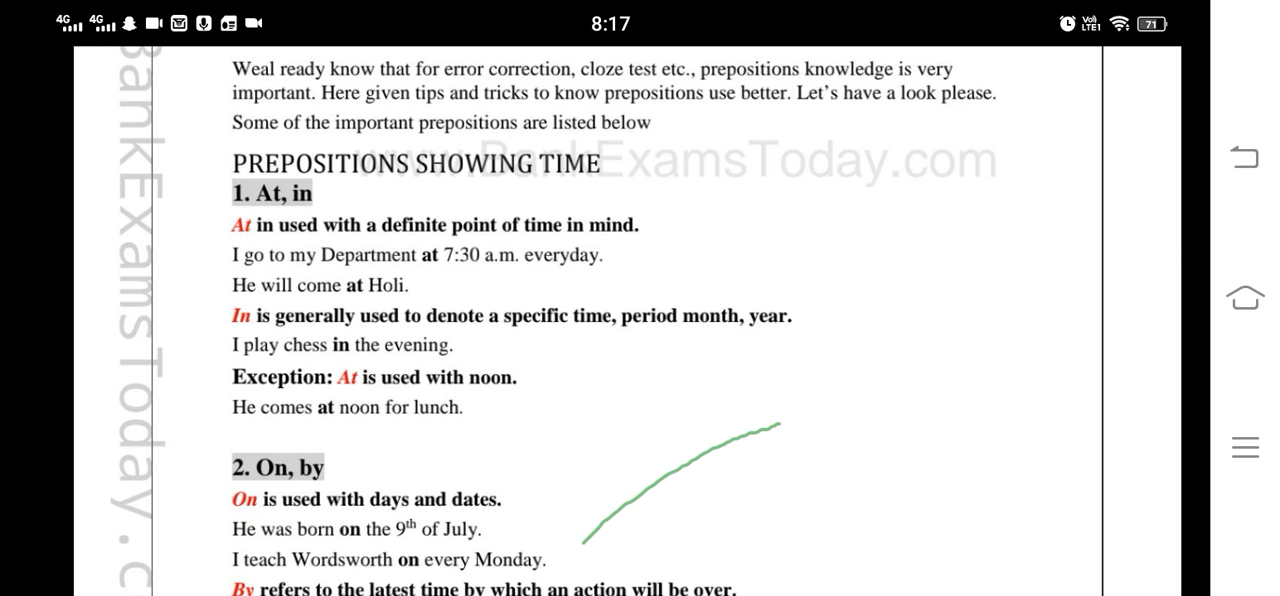 4G 4G 8:17 Vo) LTE1 71
Weal ready know that for error correction, cloze test etc., prepositions knowledge is very
important. Here given tips and tricks to know prepositions use better. Let’s have a look please.
Some of the important prepositions are listed below
www.BankExamsToday.com
PREPOSITIONS SHOWING TIME
1. At, in
At in used with a definite point of time in mind.
I go to my Department at 7:30 a.m. everyday.
He will come at Holi.
In is generally used to denote a specific time, period month, year.
I play chess in the evening.
Exception: At is used with noon.
He comes at noon for lunch.
2. On, by
On is used with days and dates.
He was born on the 9th of July.
I teach Wordsworth on every Monday.
By refers to the latest time by which an action will be over.
BankExamsToday.c